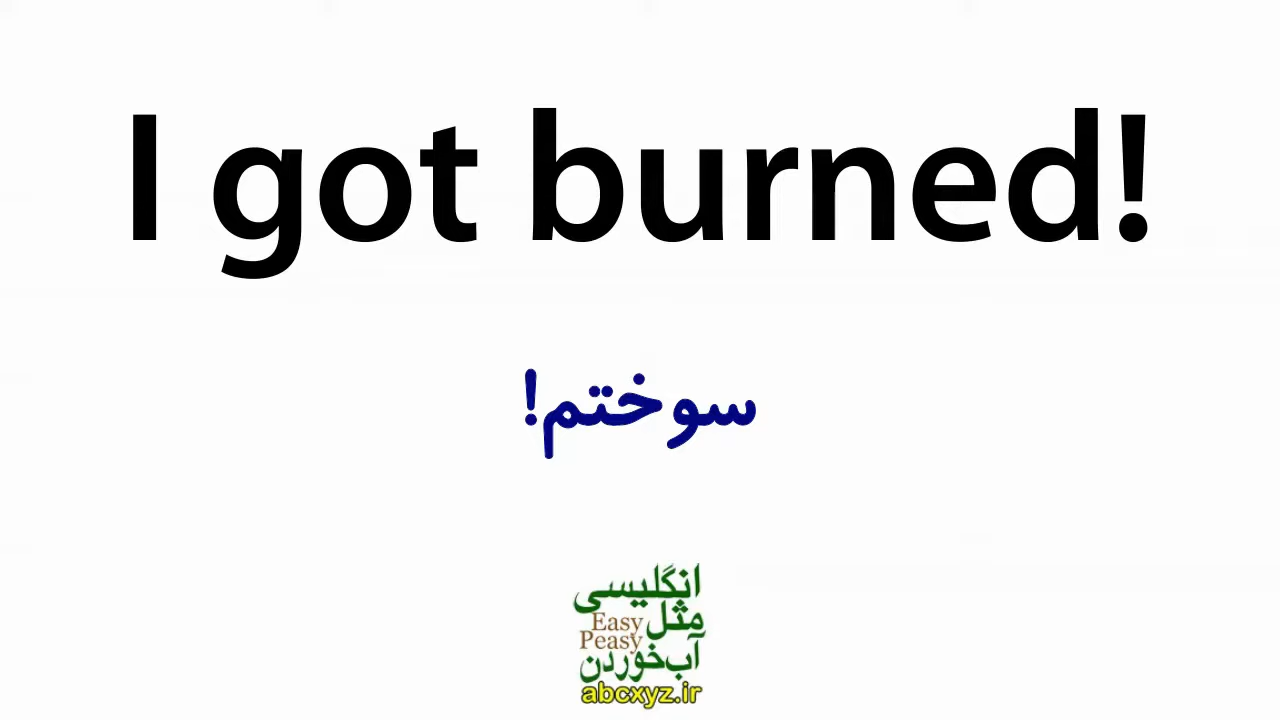 I got burned!
سوختم!
انگلیسی
مثل
Easy
Peasy
آب‌خوردن
abcxyz.ir